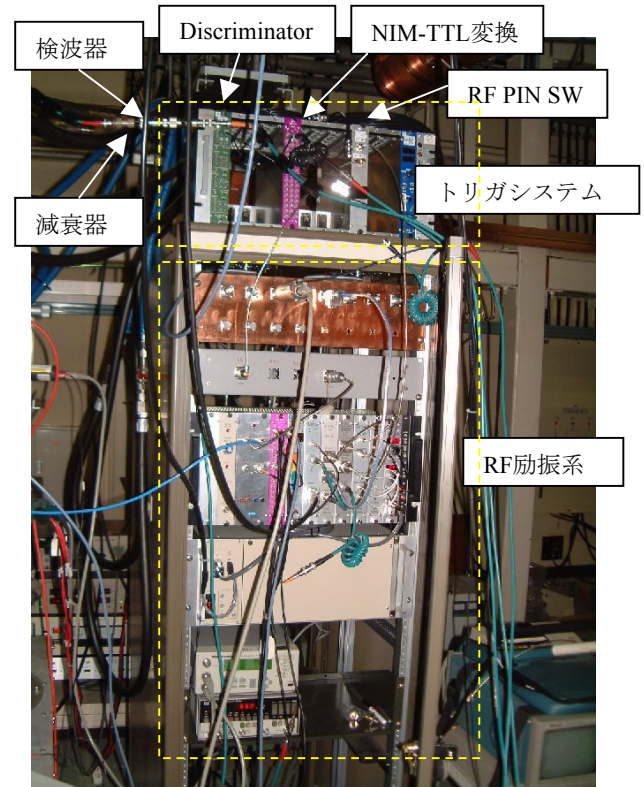 検波器
Discriminator
NIM-TTL変換
RF PIN SW
減衰器
トリガシステム
RF励振系